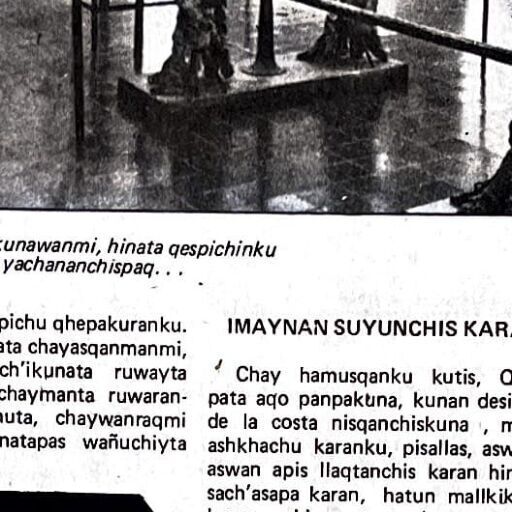 kunawanmi, hinata qespichinku
yachananchispaq. . .
pichu qhepakuranku.
ata chayasqanmanmi,
ch'ikunata ruwayta
chaymanta ruwaran-
auta, chaywanraqmi
natapas wañuchiyta
IMAYNAN SUYUNCHIS KARA
Chay hamusqanku kutis, Q
pata aqo panpakuna, kunan desi
de la costa nisqanchiskuna , m
ashkhachu karanku, pisallas, asw
aswan apis llaqtanchis karan hin
sach'asapa karan, hatun mallkik